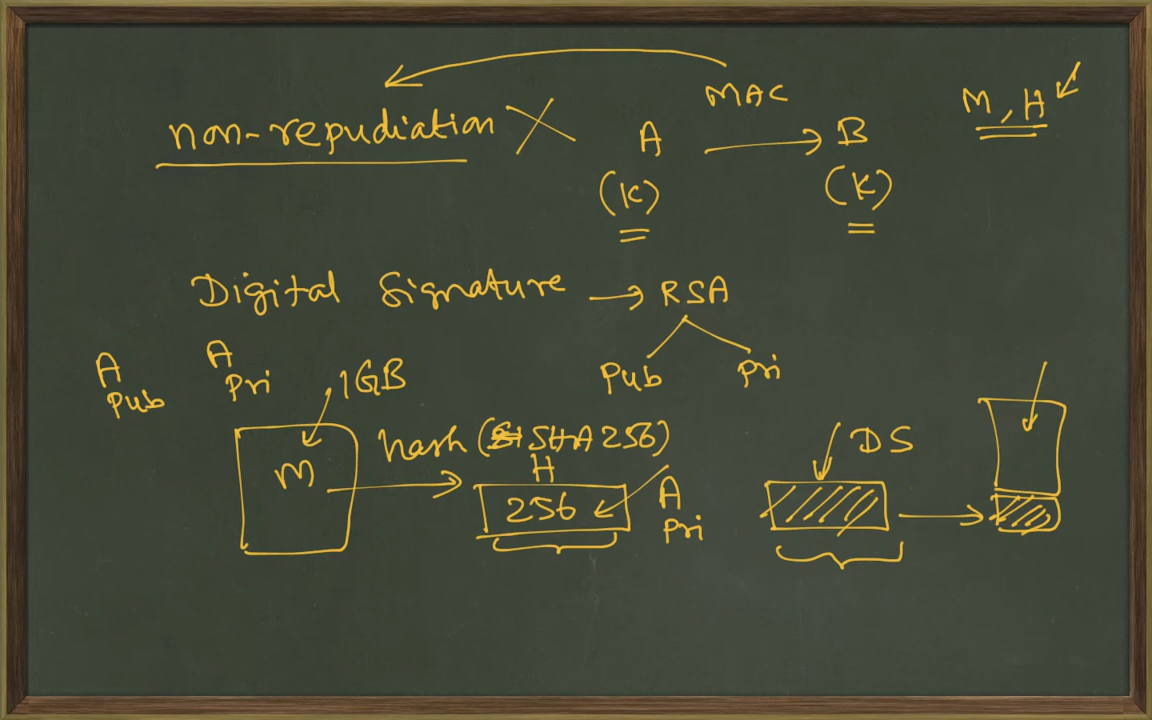 MAC
non-repudiation X A → B M, H
(K) (K)
Digital Signature → RSA
Pub Pri
A Pub A Pri 1GB
M hash (SHA256) DS
H
256 A Pri